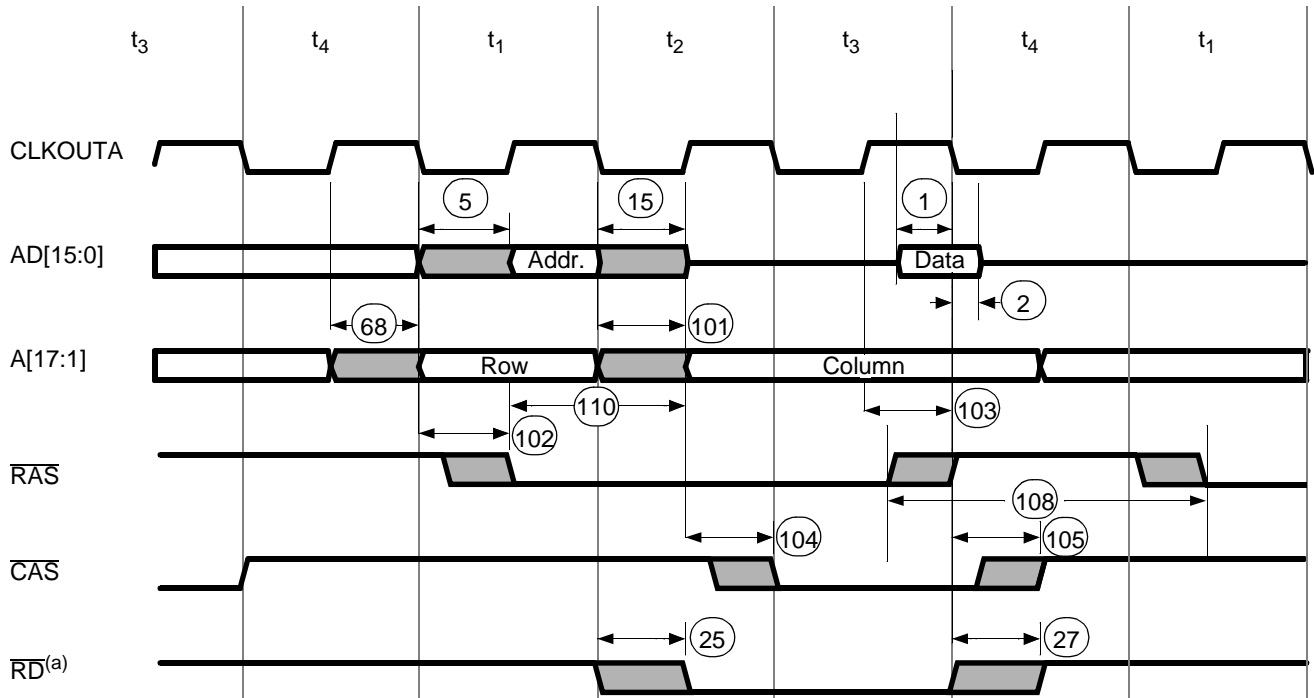 t3 t4 t1 t2 t3 t4 t1
CLKOUTA
5 15 1
AD[15:0] Addr. Data
68 101 2
A[17:1] Row Column
102 110 103
RAS
108
104 105
CAS
25 27
RD(a)